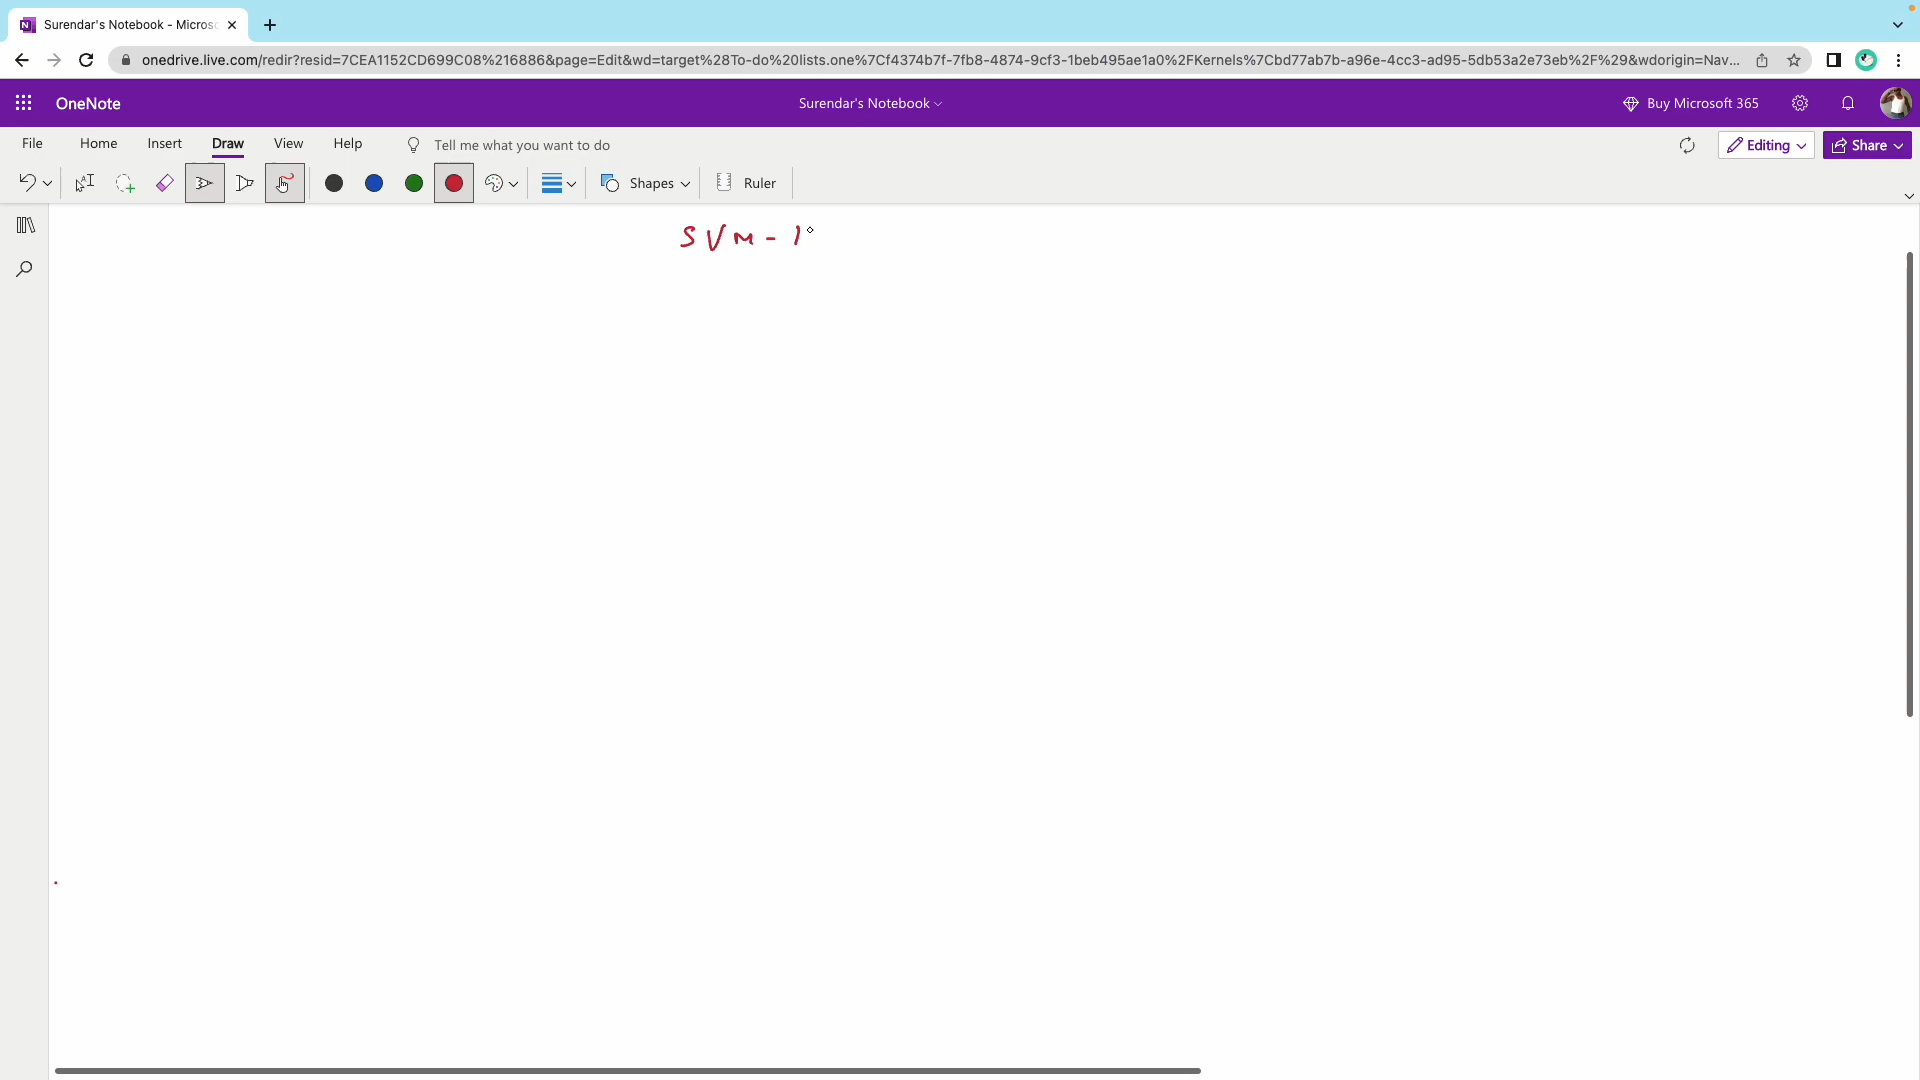 Surendar's Notebook - Micros
onedrive.live.com/redir?resid=7CEA1152CD699C08%216886&page=Edit&wd=target%28To-do%20lists.one%7Cf4374b7f-7fb8-4874-9cf3-1beb495ae1a0%2FKernels%7Cbd77ab7b-a96e-4cc3-ad95-5db53a2e73eb%2F%29&wdorigin=Nav...
OneNote Surendar's Notebook Buy Microsoft 365
File Home Insert Draw View Help Tell me what you want to do Editing Share
Shapes Ruler
SVM - 1